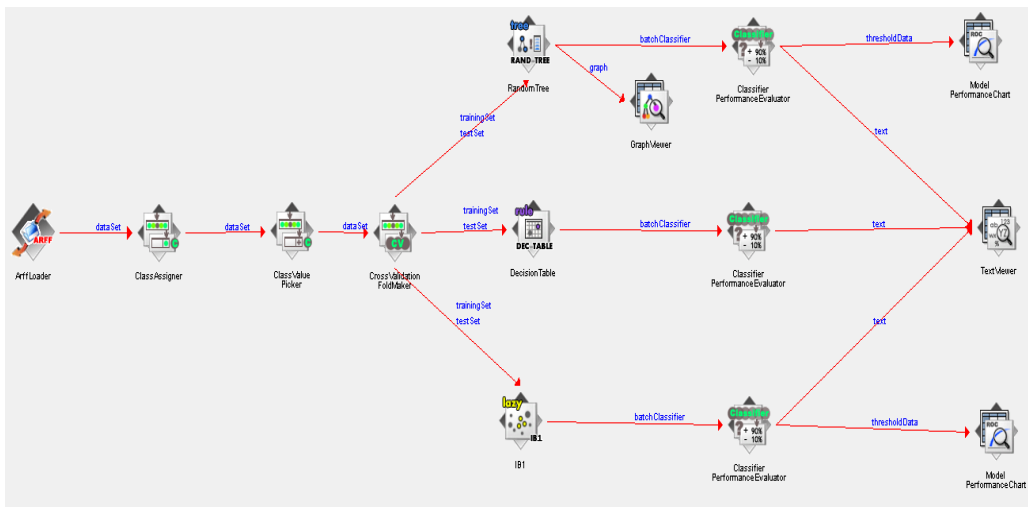 tree
RAND-TREE
RandomTree
batchClassifier
Classifier
+ 90%
- 10%
Classifier
PerformanceEvaluator
thresholdData
ROC
Model
PerformanceChart
graph
GraphViewer
trainingSet
testSet
text
ARFF
ArffLoader
dataSet
C
ClassAssigner
dataSet
C
ClassValue
Picker
dataSet
CV
CrossValidation
FoldMaker
trainingSet
testSet
rule
DEC-TABLE
DecisionTable
batchClassifier
Classifier
+ 90%
- 10%
Classifier
PerformanceEvaluator
text
TextViewer
trainingSet
testSet
text
lazy
IB1
IB1
batchClassifier
Classifier
+ 90%
- 10%
Classifier
PerformanceEvaluator
thresholdData
ROC
Model
PerformanceChart